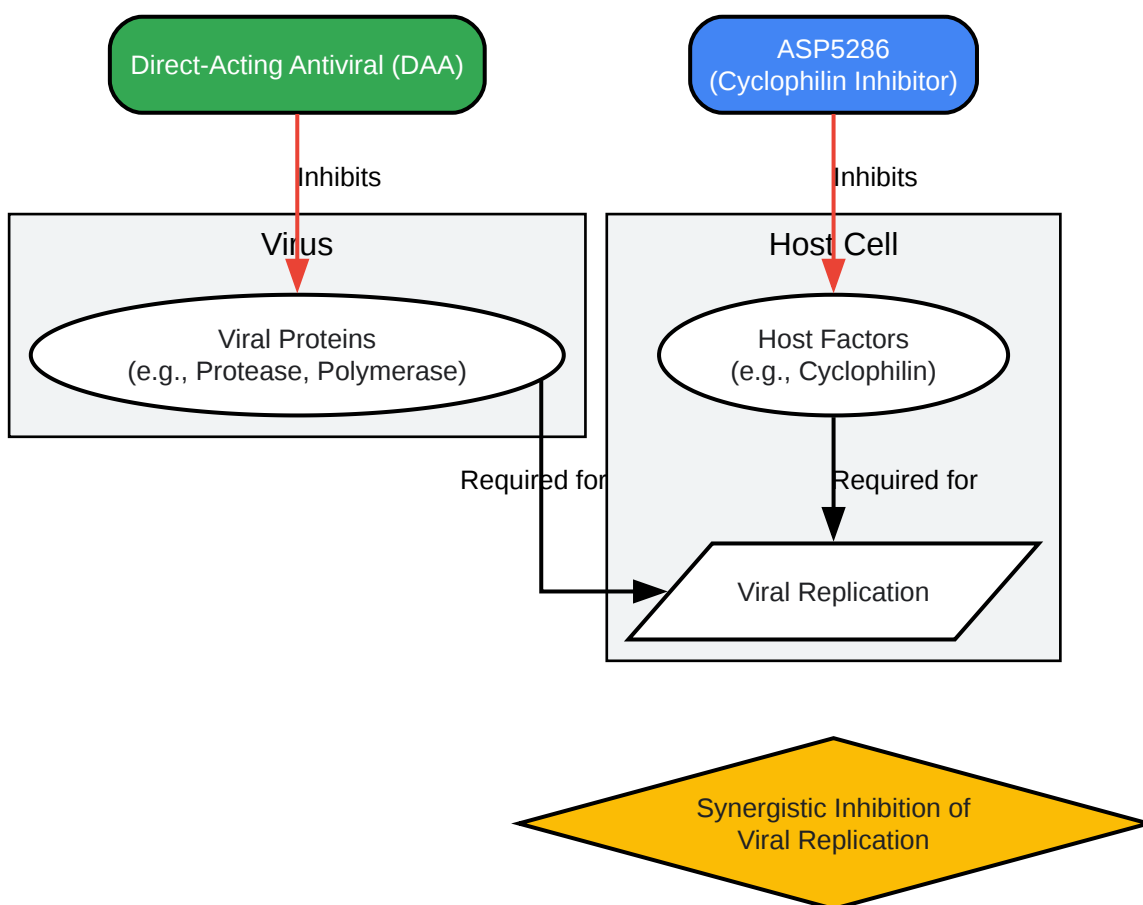 Direct-Acting Antiviral (DAA)
ASP5286
(Cyclophilin Inhibitor)
Inhibits
Inhibits
Virus
Host Cell
Viral Proteins
(e.g., Protease, Polymerase)
Host Factors
(e.g., Cyclophilin)
Required for
Required for
Viral Replication
Synergistic Inhibition of
Viral Replication